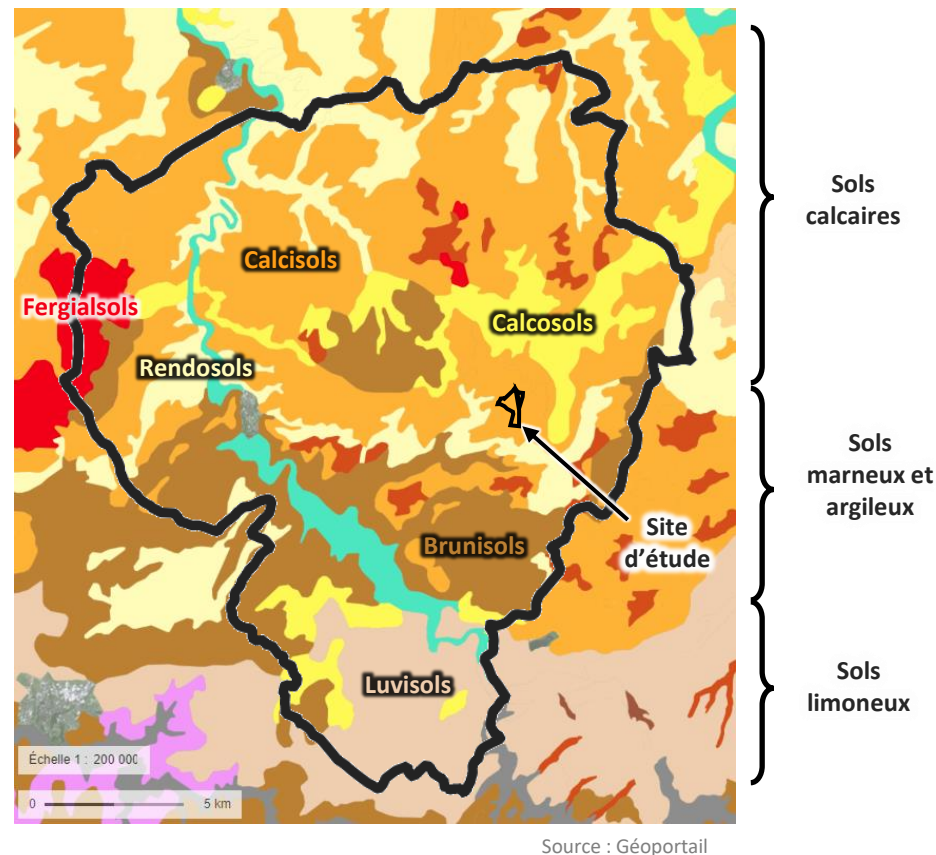 Sols
calcaires
Calcisols
Fergialsols
Calcosols
Rendosols
Sols
marneux et
argileux
Site
d'étude
Brunisols
Luvisols
Sols
limoneux
Échelle 1 : 200 000
0 5 km
Source : Géoportail